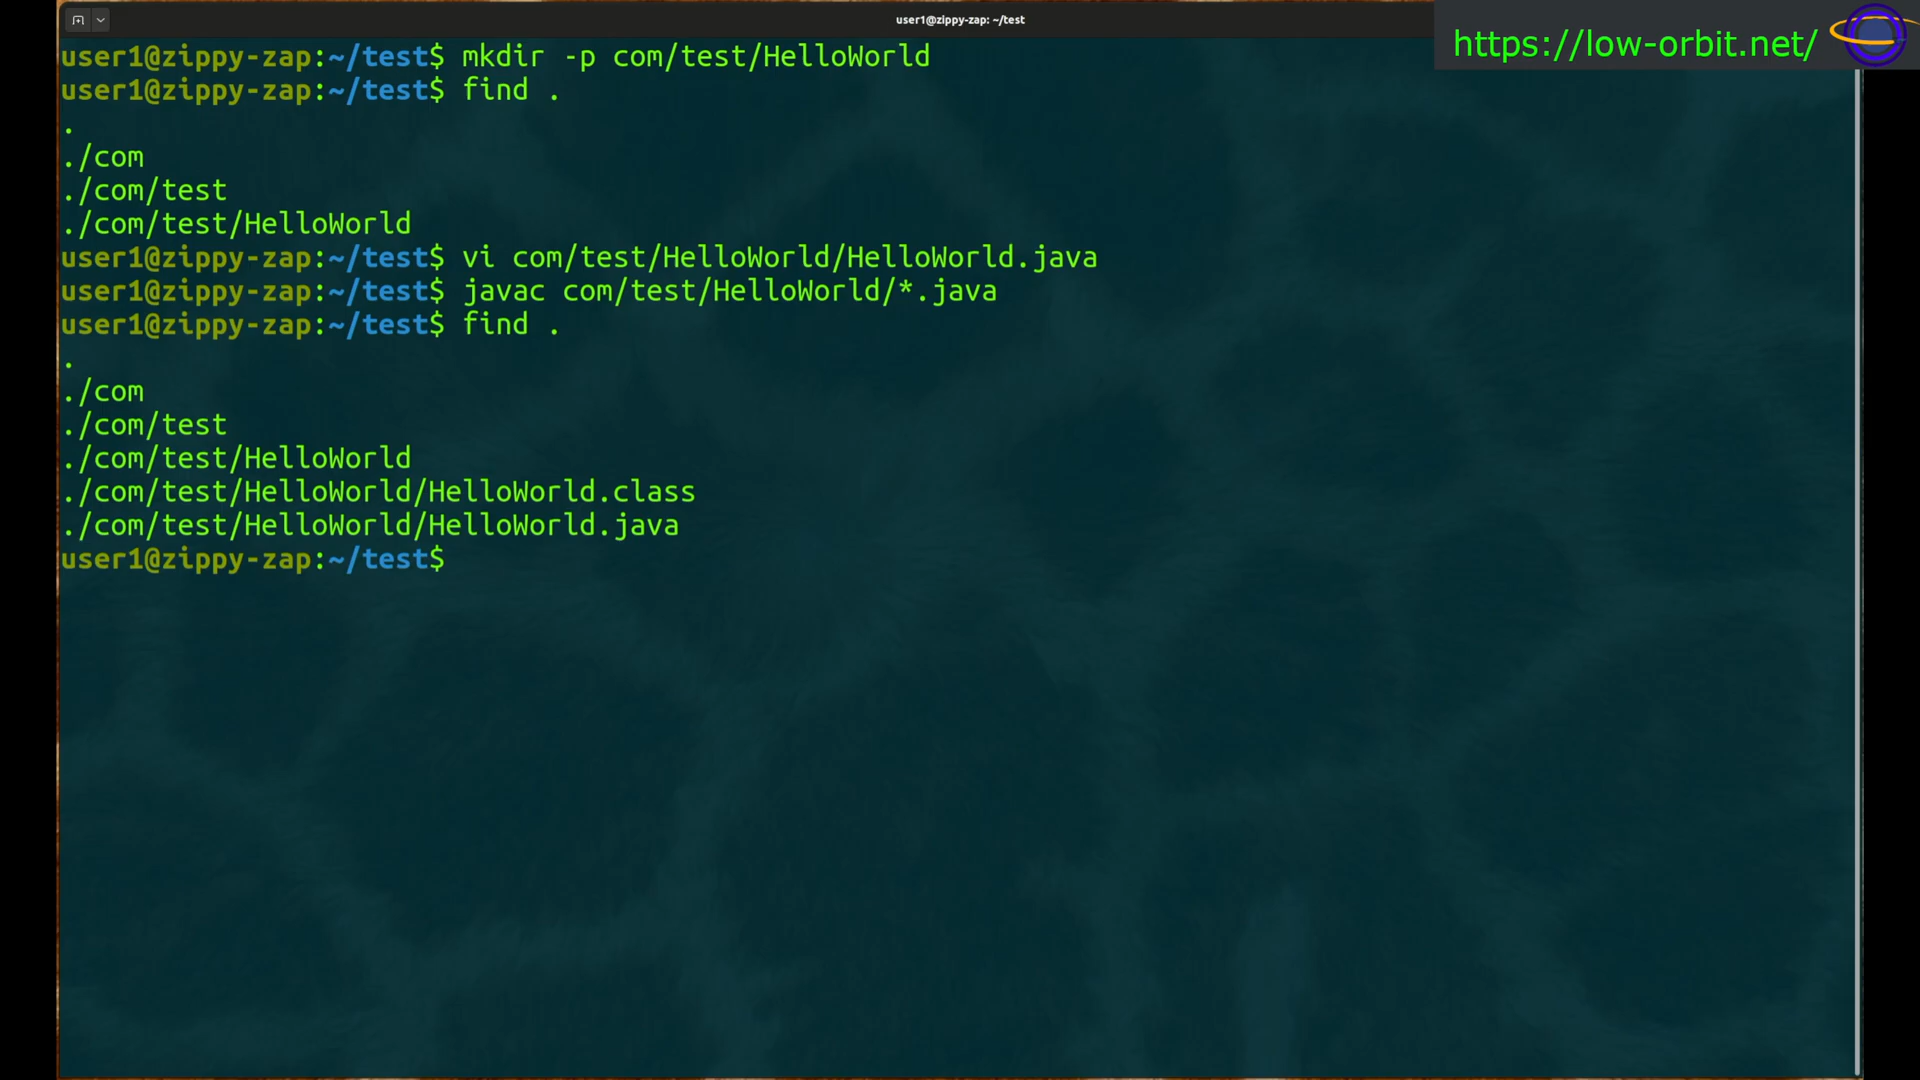 user1@zippy-zap: ~/test
https://low-orbit.net/
user1@zippy-zap:~/test$ mkdir -p com/test/HelloWorld
user1@zippy-zap:~/test$ find .
.
./com
./com/test
./com/test/HelloWorld
user1@zippy-zap:~/test$ vi com/test/HelloWorld/HelloWorld.java
user1@zippy-zap:~/test$ javac com/test/HelloWorld/*.java
user1@zippy-zap:~/test$ find .
.
./com
./com/test
./com/test/HelloWorld
./com/test/HelloWorld/HelloWorld.class
./com/test/HelloWorld/HelloWorld.java
user1@zippy-zap:~/test$